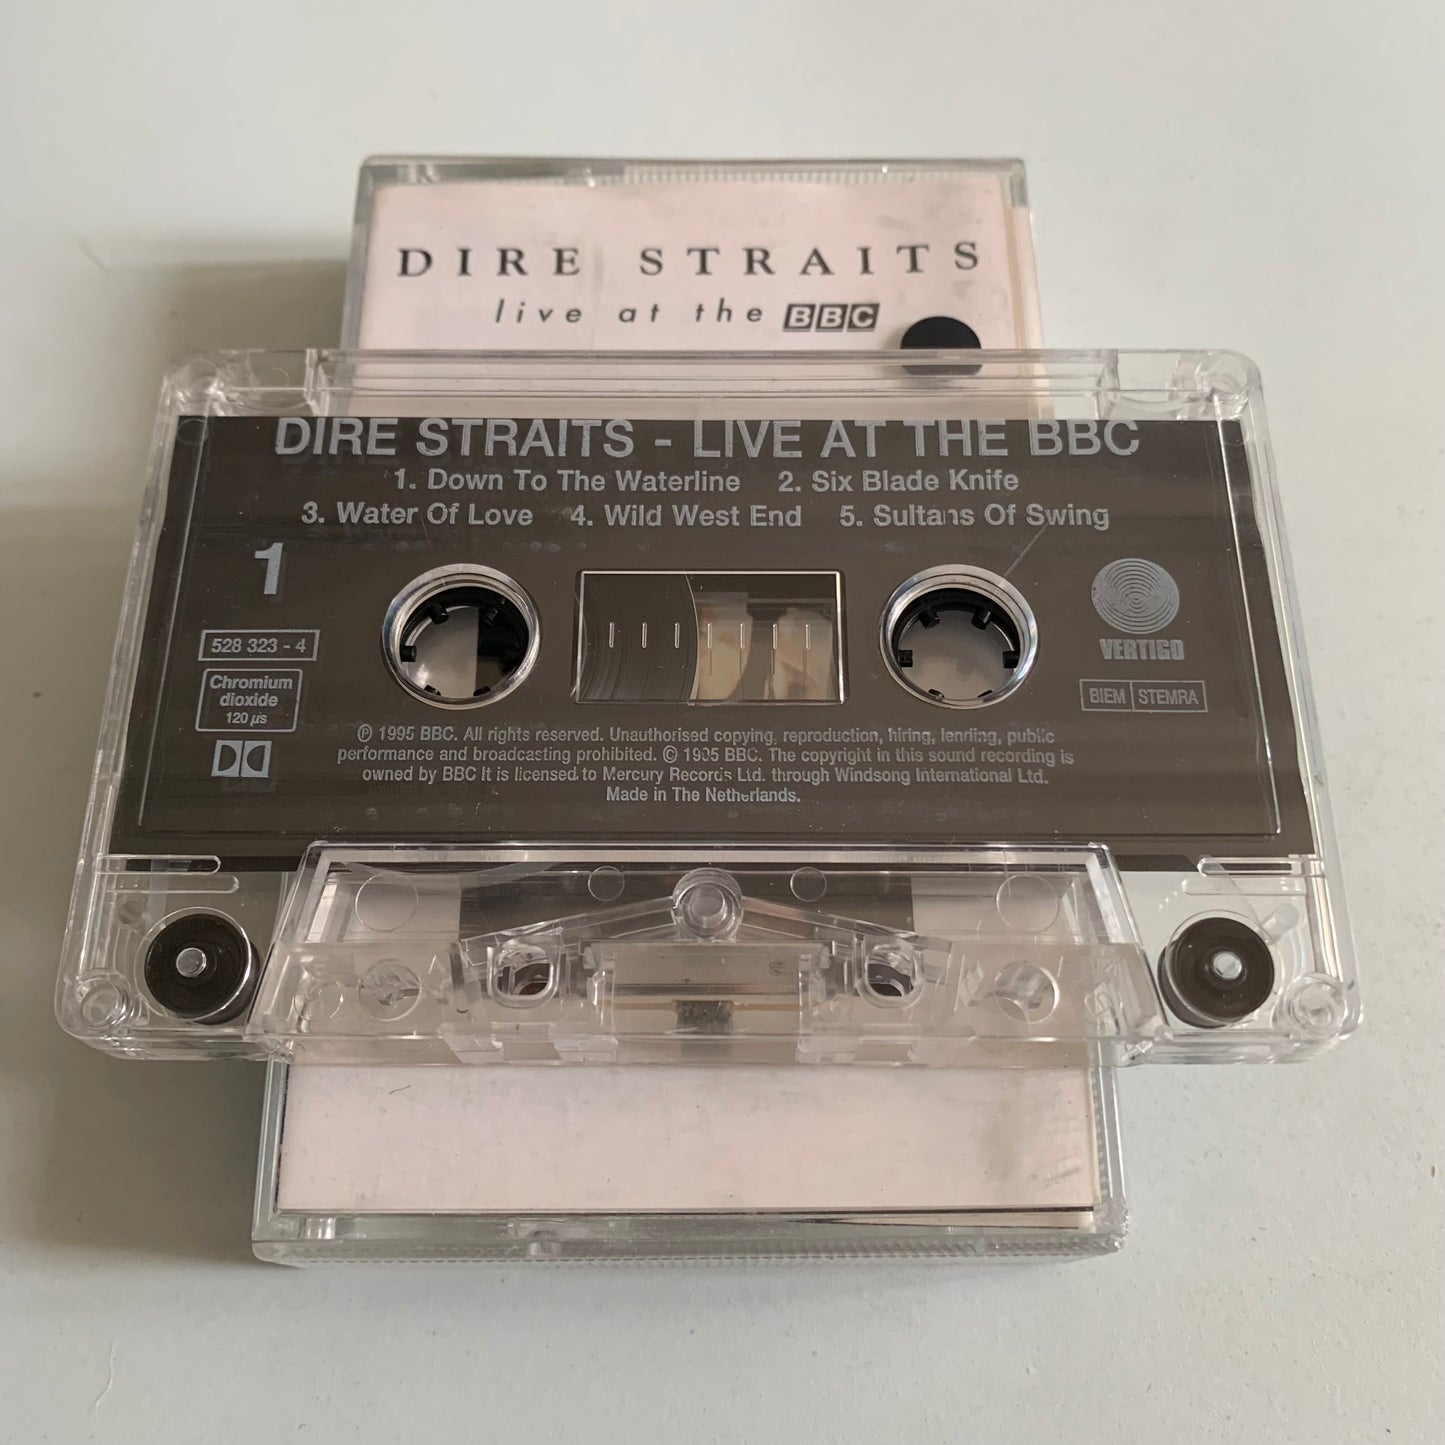 DIRE STRAITS
live at the BBC
DIRE STRAITS - LIVE AT THE BBC
1. Down To The Waterline 2. Six Blade Knife
3. Water Of Love 4. Wild West End 5. Sultans Of Swing
1
528 323 - 4
Chromium
dioxide
120 µs
VERTIGO
BIEM STEMRA
℗ 1995 BBC. All rights reserved. Unauthorised copying, reproduction, hiring, lending, public
performance and broadcasting prohibited. © 1995 BBC. The copyright in this sound recording is
owned by BBC It is licensed to Mercury Records Ltd. through Windsong International Ltd.
Made in The Netherlands.